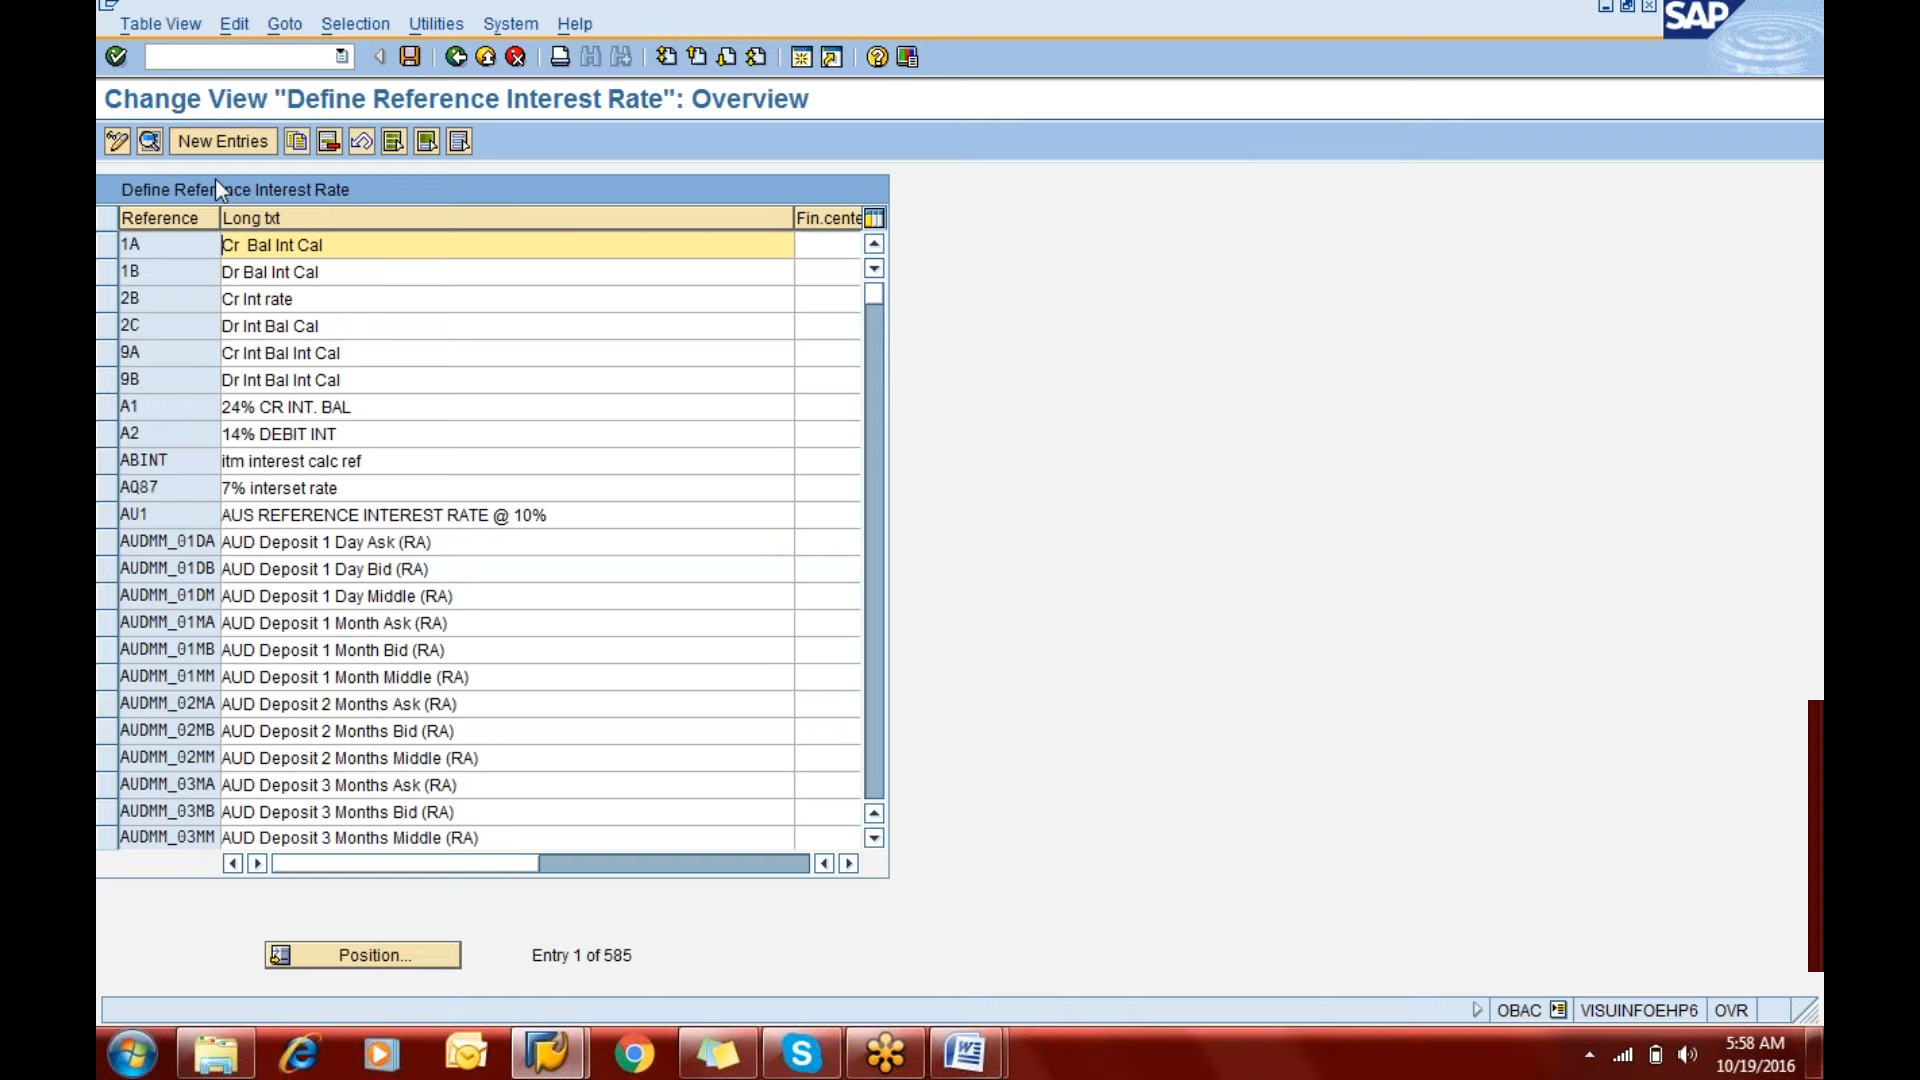 Table View Edit Goto Selection Utilities System Help
SAP
Change View "Define Reference Interest Rate": Overview
New Entries
Define Reference Interest Rate
Reference Long txt Fin.cente
1A Cr Bal Int Cal
1B Dr Bal Int Cal
2B Cr Int rate
2C Dr Int Bal Cal
9A Cr Int Bal Int Cal
9B Dr Int Bal Int Cal
A1 24% CR INT. BAL
A2 14% DEBIT INT
ABINT itm interest calc ref
AQ87 7% interset rate
AU1 AUS REFERENCE INTEREST RATE @ 10%
AUDMM_01DA AUD Deposit 1 Day Ask (RA)
AUDMM_01DB AUD Deposit 1 Day Bid (RA)
AUDMM_01DM AUD Deposit 1 Day Middle (RA)
AUDMM_01MA AUD Deposit 1 Month Ask (RA)
AUDMM_01MB AUD Deposit 1 Month Bid (RA)
AUDMM_01MM AUD Deposit 1 Month Middle (RA)
AUDMM_02MA AUD Deposit 2 Months Ask (RA)
AUDMM_02MB AUD Deposit 2 Months Bid (RA)
AUDMM_02MM AUD Deposit 2 Months Middle (RA)
AUDMM_03MA AUD Deposit 3 Months Ask (RA)
AUDMM_03MB AUD Deposit 3 Months Bid (RA)
AUDMM_03MM AUD Deposit 3 Months Middle (RA)
Position... Entry 1 of 585
OBAC VISUINFOEHP6 OVR
5:58 AM
10/19/2016